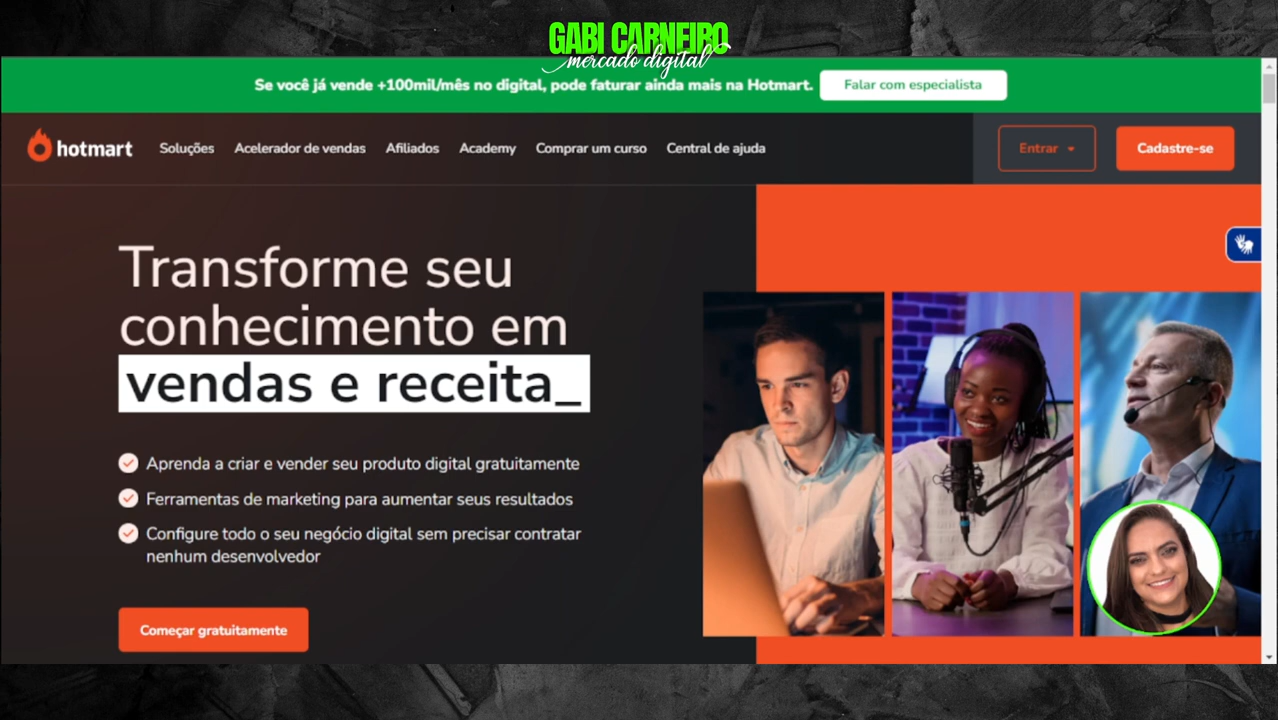 GABI CARNEIRO
mercado digital
Se você já vende +100mil/mês no digital, pode faturar ainda mais na Hotmart.
Falar com especialista
hotmart
Soluções
Acelerador de vendas
Afiliados
Academy
Comprar um curso
Central de ajuda
Entrar
Cadastre-se
Transforme seu
conhecimento em
vendas e receita_
Aprenda a criar e vender seu produto digital gratuitamente
Ferramentas de marketing para aumentar seus resultados
Configure todo o seu negócio digital sem precisar contratar
nenhum desenvolvedor
Começar gratuitamente